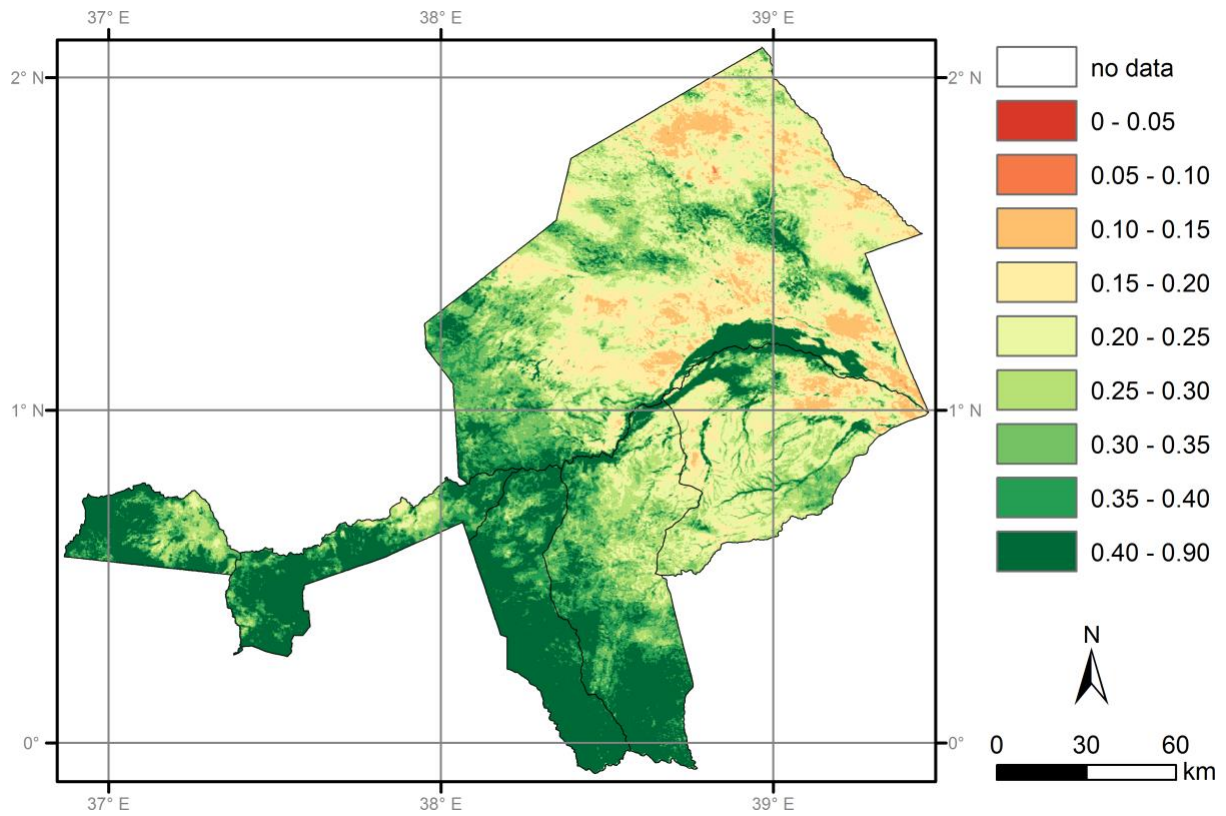 37° E 38° E 39° E
2° N 2° N
1° N 1° N
0° 0°
37° E 38° E 39° E
no data
0 - 0.05
0.05 - 0.10
0.10 - 0.15
0.15 - 0.20
0.20 - 0.25
0.25 - 0.30
0.30 - 0.35
0.35 - 0.40
0.40 - 0.90
N
0 30 60
km